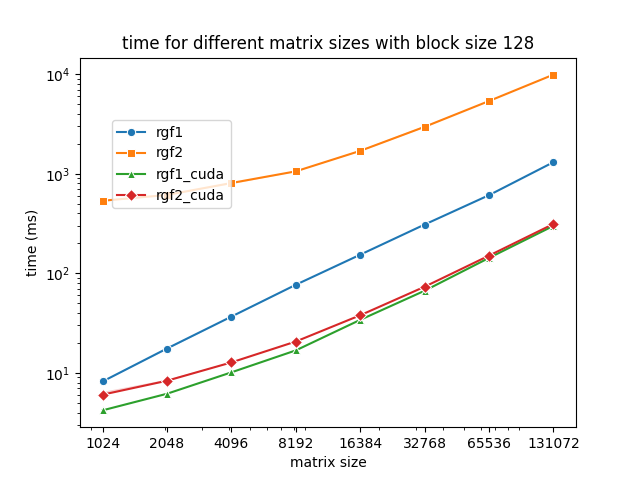 time for different matrix sizes with block size 128
time (ms)
10⁴
10³
10²
10¹
rgf1
rgf2
rgf1_cuda
rgf2_cuda
1024 2048 4096 8192 16384 32768 65536 131072
matrix size